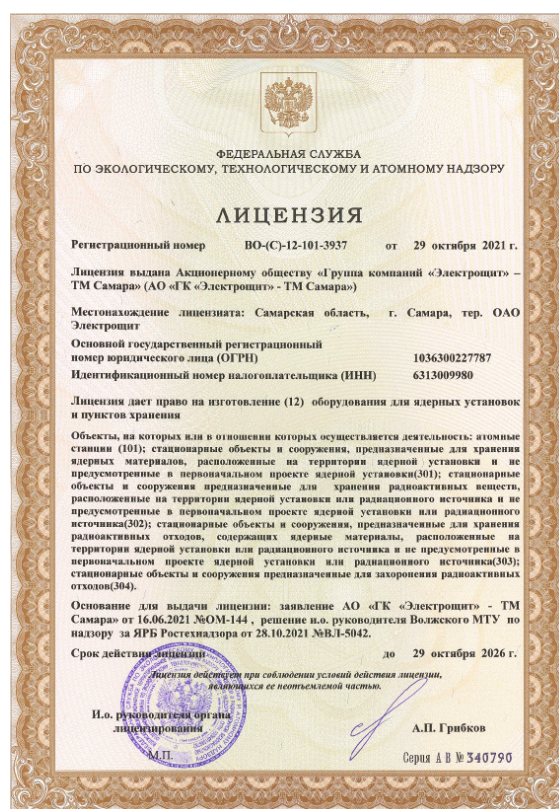 ФЕДЕРАЛЬНАЯ СЛУЖБА
ПО ЭКОЛОГИЧЕСКОМУ, ТЕХНОЛОГИЧЕСКОМУ И АТОМНОМУ НАДЗОРУ
ЛИЦЕНЗИЯ
Регистрационный номер ВО-(С)-12-101-3937 от 29 октября 2021 г.
Лицензия выдана Акционерному обществу «Группа компаний «Электрощит» –
ТМ Самара» (АО «ГК «Электрощит» - ТМ Самара»)
Местонахождение лицензиата: Самарская область, г. Самара, тер. ОАО
Электрощит
Основной государственный регистрационный
номер юридического лица (ОГРН) 1036300227787
Идентификационный номер налогоплательщика (ИНН) 6313009980
Лицензия дает право на изготовление (12) оборудования для ядерных установок
и пунктов хранения
Объекты, на которых или в отношении которых осуществляется деятельность: атомные
станции (101); стационарные объекты и сооружения, предназначенные для хранения
ядерных материалов, расположенные на территории ядерной установки и не
предусмотренные в первоначальном проекте ядерной установки(301); стационарные
объекты и сооружения предназначенные для хранения радиоактивных веществ,
расположенные на территории ядерной установки или радиационного источника и не
предусмотренные в первоначальном проекте ядерной установки или радиационного
источника(302); стационарные объекты и сооружения, предназначенные для хранения
радиоактивных отходов, содержащих ядерные материалы, расположенные на
территории ядерной установки или радиационного источника и не предусмотренные в
первоначальном проекте ядерной установки или радиационного источника(303);
стационарные объекты и сооружения предназначенные для захоронения радиоактивных
отходов(304).
Основание для выдачи лицензии: заявление АО «ГК «Электрощит» - ТМ
Самара» от 16.06.2021 №ОМ-144 , решение и.о. руководителя Волжского МТУ по
надзору за ЯРБ Ростехнадзора от 28.10.2021 №ВЛ-5042.
Срок действия лицензии до 29 октября 2026 г.
Лицензия действует при соблюдении условий действия лицензии,
являющихся ее неотъемлемой частью.
И.о. руководителя органа
лицензирования А.П. Грибков
М.П. Серия А В № 340790